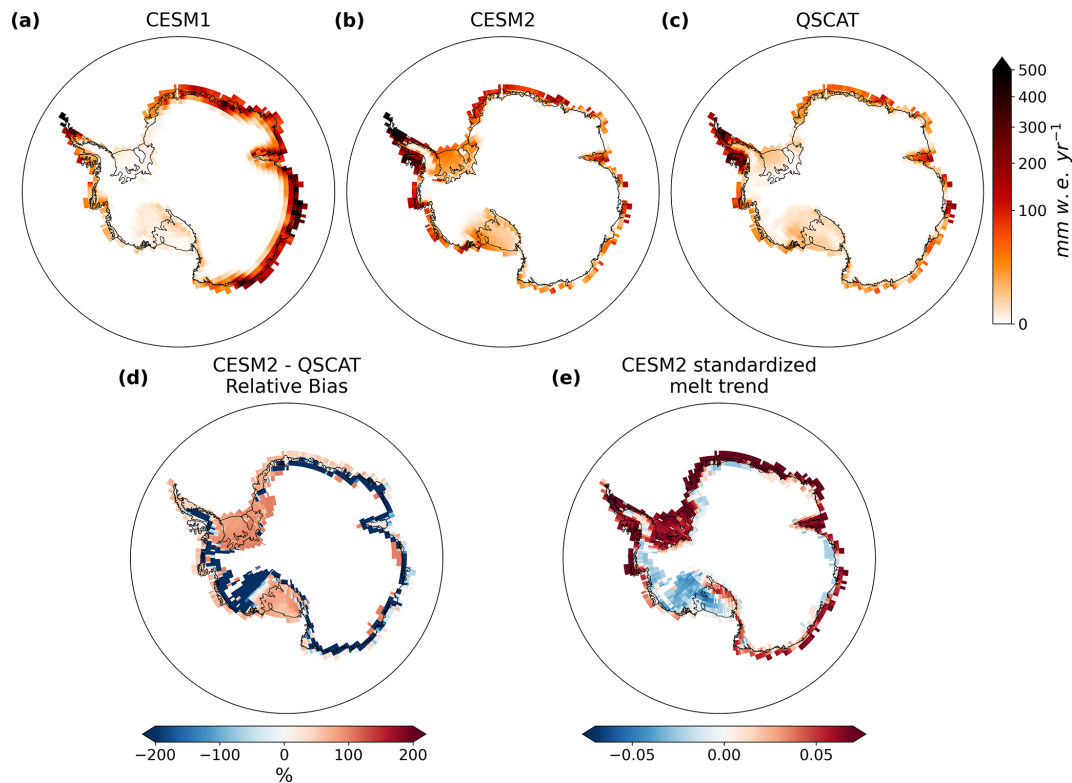 (a) CESM1
(b) CESM2
(c) QSCAT
500
400
300
200
100
0
mm w. e. yr⁻¹
(d) CESM2 - QSCAT
Relative Bias
(e) CESM2 standardized
melt trend
−200 −100 0 100 200
%
−0.05 0.00 0.05